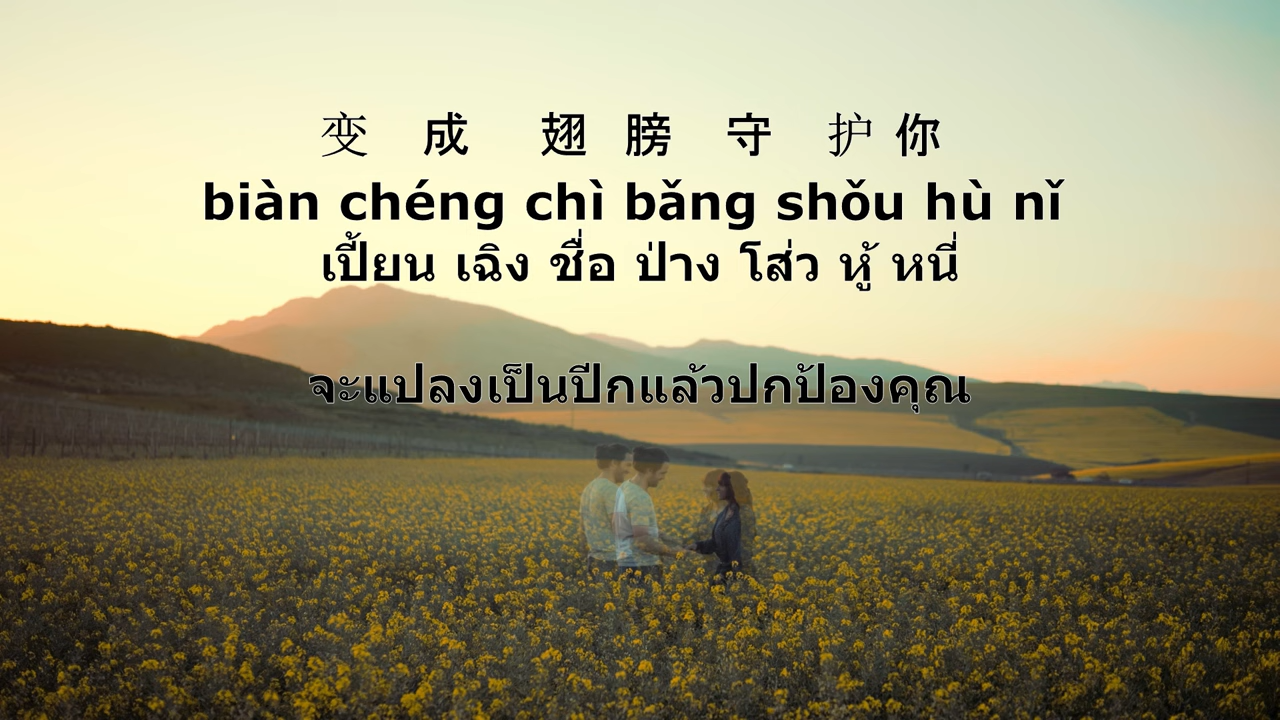 变 成 翅 膀 守 护 你
biàn chéng chì bǎng shǒu hù nǐ
เปี้ยน เฉิง ชื่อ ป่าง โส่ว หู้ หนี่
จะแปลงเป็นปีกแล้วปกป้องคุณ